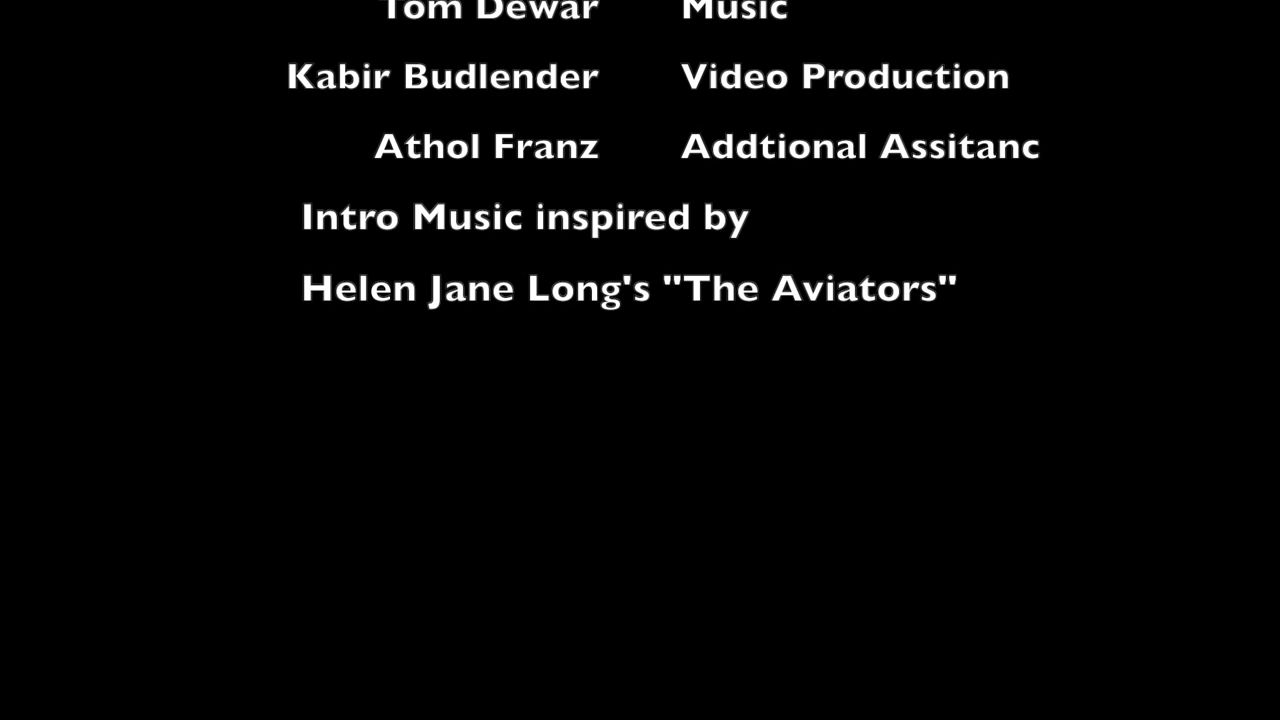 Tom Dewar Music
Kabir Budlender Video Production
Athol Franz Addtional Assitanc
Intro Music inspired by
Helen Jane Long's "The Aviators"